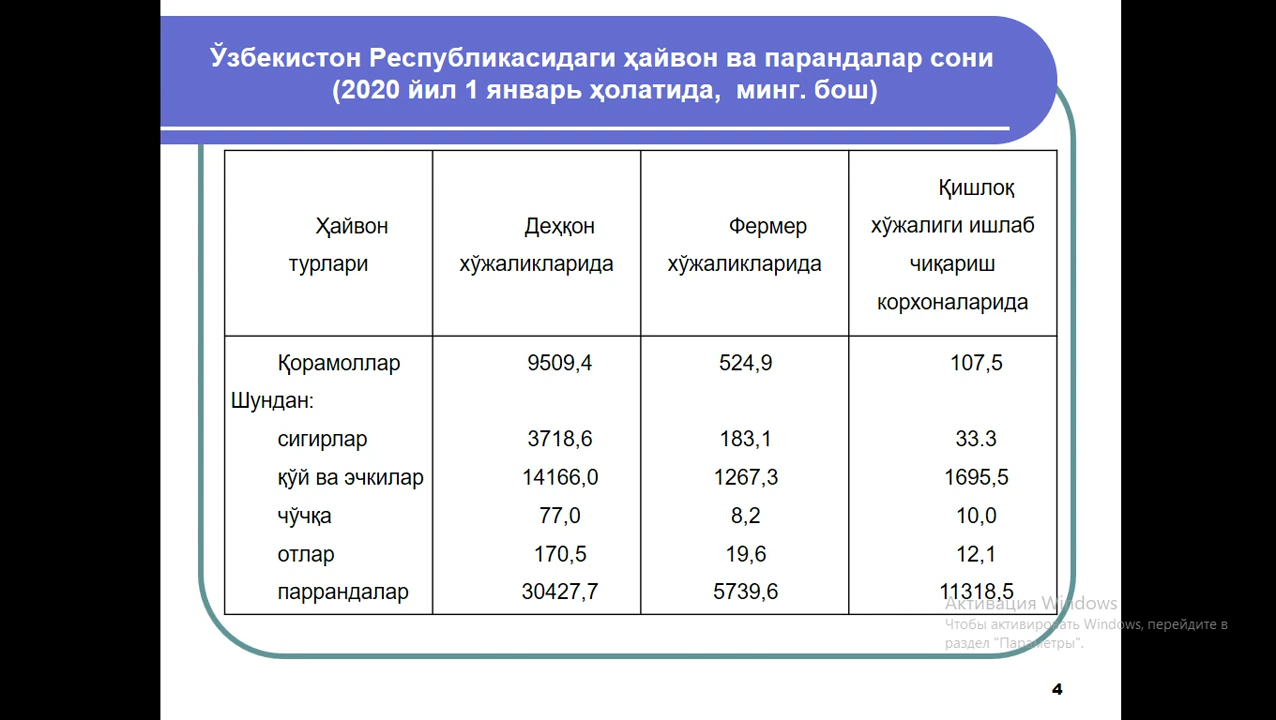 Ўзбекистон Республикасидаги ҳайвон ва парандалар сони
(2020 йил 1 январь ҳолатида,  минг. бош)
Ҳайвон
турлари
Деҳқон
хўжаликларида
Фермер
хўжаликларида
Қишлоқ
хўжалиги ишлаб
чиқариш
корхоналарида
Қорамоллар 9509,4 524,9 107,5
Шундан:
сигирлар 3718,6 183,1 33.3
қўй ва эчкилар 14166,0 1267,3 1695,5
чўчқа 77,0 8,2 10,0
отлар 170,5 19,6 12,1
паррандалар 30427,7 5739,6 11318,5
Активация Windows
Чтобы активировать Windows, перейдите в
раздел "Параметры".
4